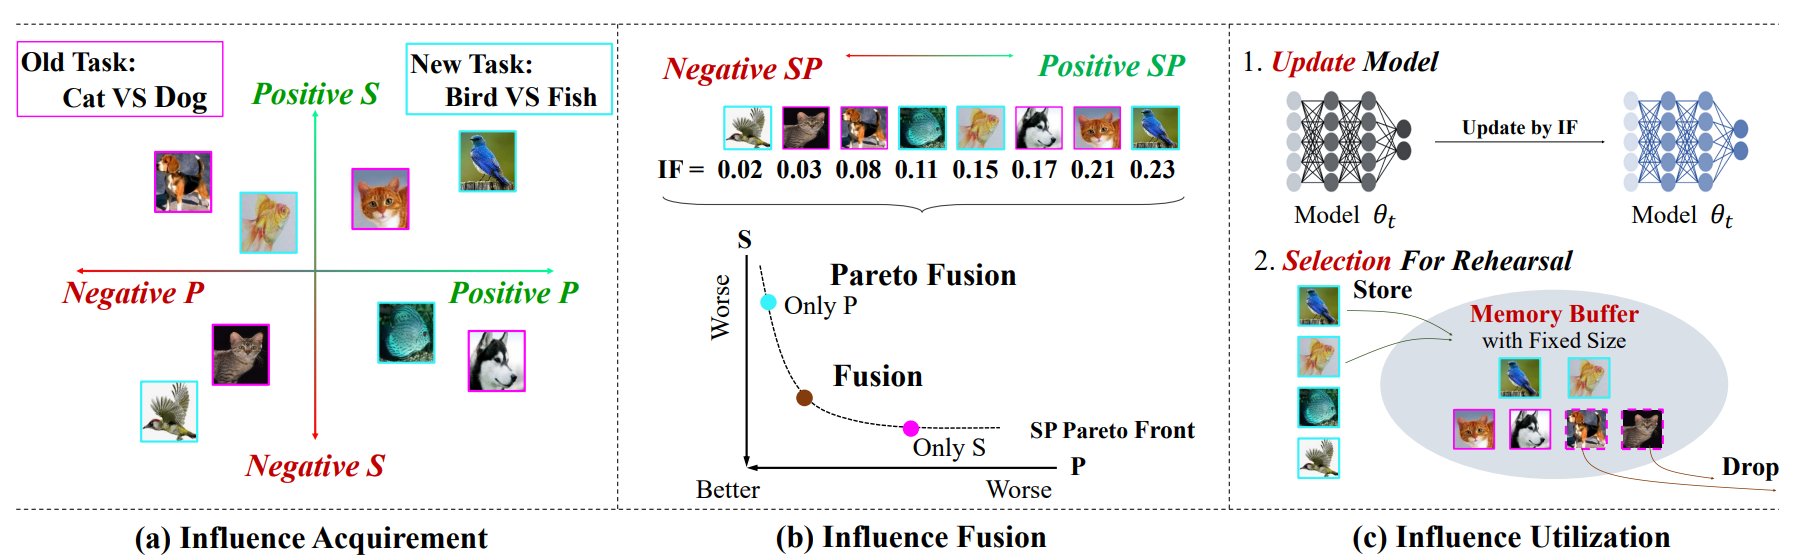 Old Task:
Cat VS Dog
New Task:
Bird VS Fish
Positive S
Negative P
Positive P
Negative S
(a) Influence Acquirement
Negative SP
Positive SP
IF = 0.02 0.03 0.08 0.11 0.15 0.17 0.21 0.23
S
Worse
Pareto Fusion
Only P
Fusion
Only S
SP Pareto Front
P
Better
Worse
(b) Influence Fusion
1. Update Model
Update by IF
Model θt
Model θt
2. Selection For Rehearsal
Store
Memory Buffer
with Fixed Size
Drop
(c) Influence Utilization